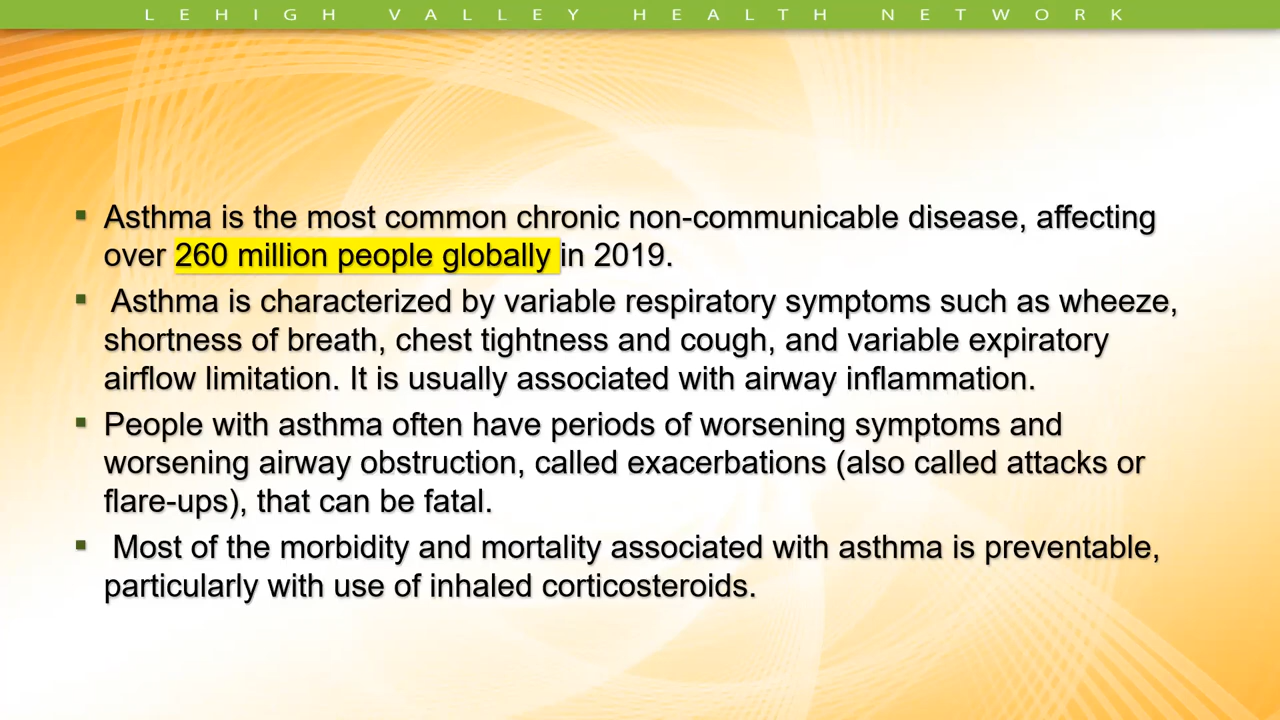 LEHIGH VALLEY HEALTH NETWORK
▪ Asthma is the most common chronic non-communicable disease, affecting
over 260 million people globally in 2019.
▪ Asthma is characterized by variable respiratory symptoms such as wheeze,
shortness of breath, chest tightness and cough, and variable expiratory
airflow limitation. It is usually associated with airway inflammation.
▪ People with asthma often have periods of worsening symptoms and
worsening airway obstruction, called exacerbations (also called attacks or
flare-ups), that can be fatal.
▪ Most of the morbidity and mortality associated with asthma is preventable,
particularly with use of inhaled corticosteroids.